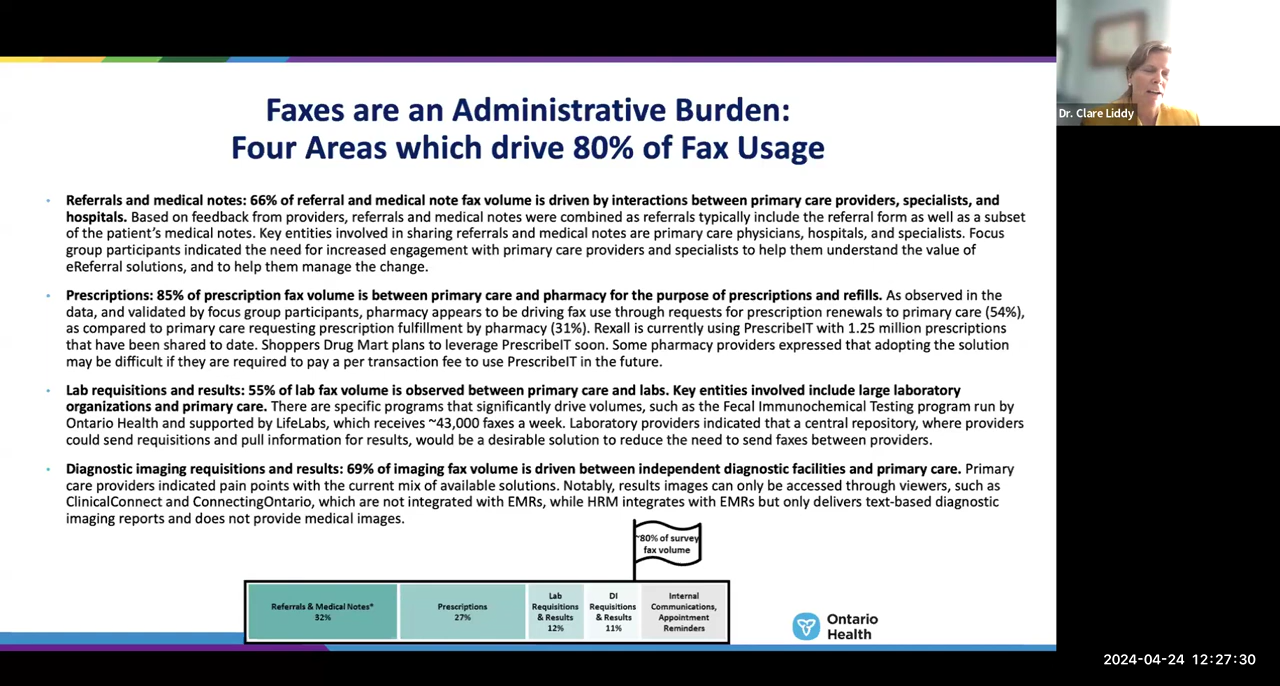 Faxes are an Administrative Burden:
Four Areas which drive 80% of Fax Usage
Dr. Clare Liddy
• Referrals and medical notes: 66% of referral and medical note fax volume is driven by interactions between primary care providers, specialists, and
hospitals. Based on feedback from providers, referrals and medical notes were combined as referrals typically include the referral form as well as a subset
of the patient's medical notes. Key entities involved in sharing referrals and medical notes are primary care physicians, hospitals, and specialists. Focus
group participants indicated the need for increased engagement with primary care providers and specialists to help them understand the value of
eReferral solutions, and to help them manage the change.
• Prescriptions: 85% of prescription fax volume is between primary care and pharmacy for the purpose of prescriptions and refills. As observed in the
data, and validated by focus group participants, pharmacy appears to be driving fax use through requests for prescription renewals to primary care (54%),
as compared to primary care requesting prescription fulfillment by pharmacy (31%). Rexall is currently using PrescribeIT with 1.25 million prescriptions
that have been shared to date. Shoppers Drug Mart plans to leverage PrescribeIT soon. Some pharmacy providers expressed that adopting the solution
may be difficult if they are required to pay a per transaction fee to use PrescribeIT in the future.
• Lab requisitions and results: 55% of lab fax volume is observed between primary care and labs. Key entities involved include large laboratory
organizations and primary care. There are specific programs that significantly drive volumes, such as the Fecal Immunochemical Testing program run by
Ontario Health and supported by LifeLabs, which receives ~43,000 faxes a week. Laboratory providers indicated that a central repository, where providers
could send requisitions and pull information for results, would be a desirable solution to reduce the need to send faxes between providers.
• Diagnostic imaging requisitions and results: 69% of imaging fax volume is driven between independent diagnostic facilities and primary care. Primary
care providers indicated pain points with the current mix of available solutions. Notably, results images can only be accessed through viewers, such as
ClinicalConnect and ConnectingOntario, which are not integrated with EMRs, while HRM integrates with EMRs but only delivers text-based diagnostic
imaging reports and does not provide medical images.
~80% of survey
fax volume
Referrals & Medical Notes*
32%
Prescriptions
27%
Lab
Requisitions
& Results
12%
DI
Requisitions
& Results
11%
Internal
Communications,
Appointment
Reminders
Ontario
Health
2024-04-24 12:27:30